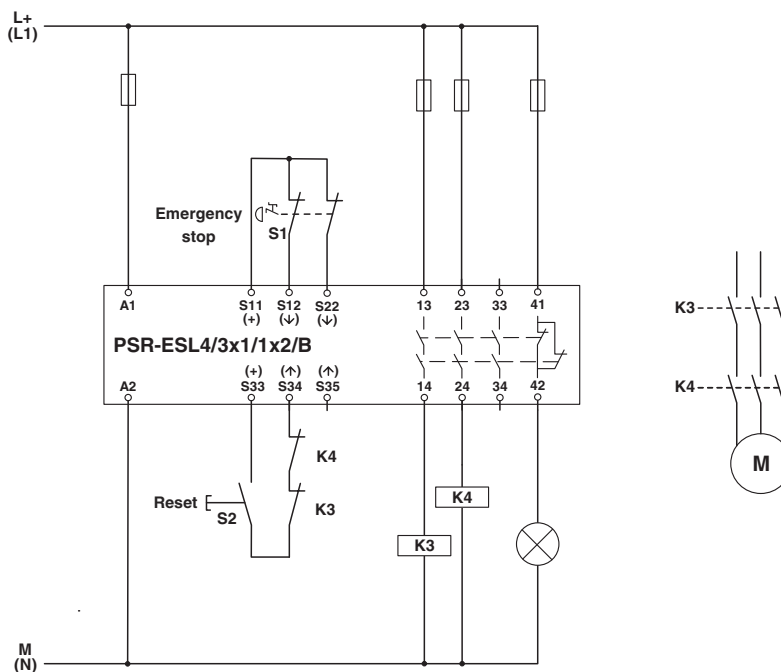 L+
(L1)
Emergency
stop
S1
A1 S11 S12 S22 13 23 33 41
(+) (↓) (↓)
PSR-ESL4/3x1/1x2/B
(+) (↑) (↑)
A2 S33 S34 S35 14 24 34 42
K4
Reset
S2
K3
K4
K3
M
(N)
K3
K4
M